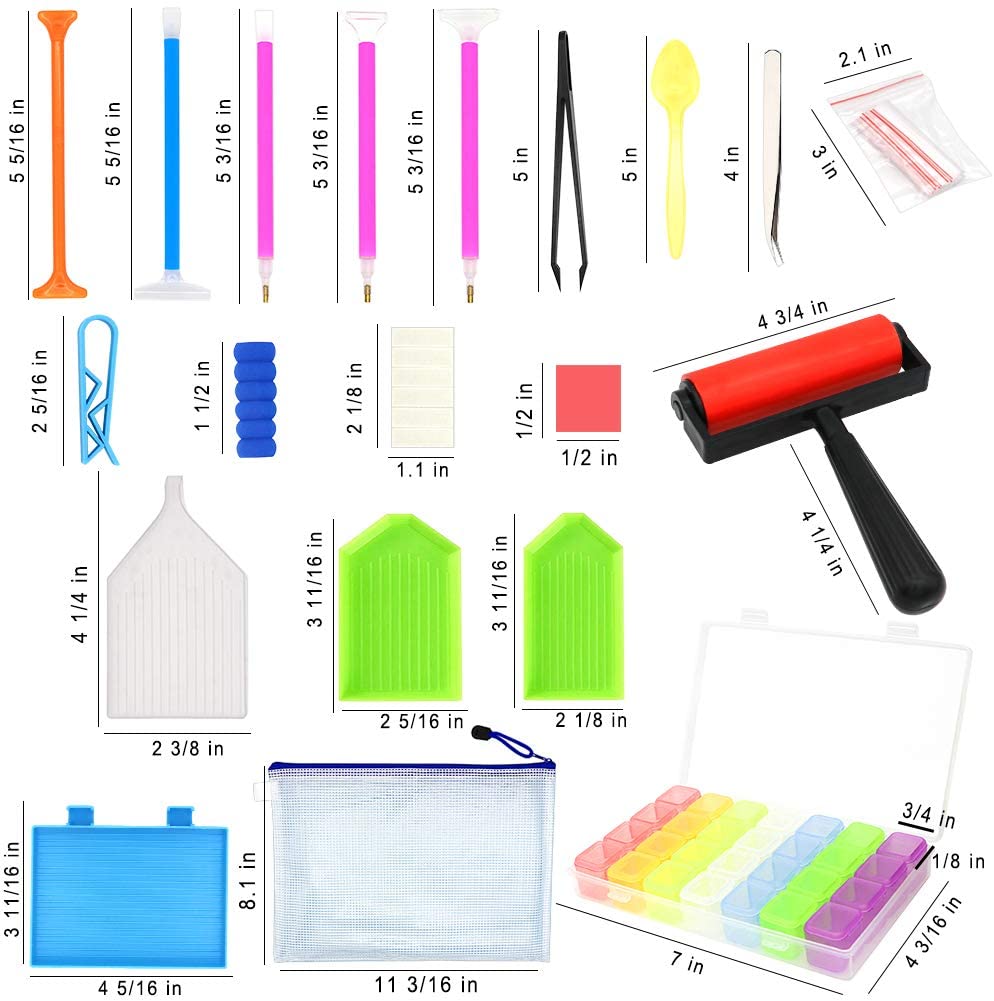 5 5/16 in
5 5/16 in
5 3/16 in
5 3/16 in
5 3/16 in
5 in
5 in
4 in
2.1 in
3 in
2 5/16 in
1 1/2 in
2 1/8 in
1.1 in
1/2 in
1/2 in
4 3/4 in
4 1/4 in
4 1/4 in
2 3/8 in
3 11/16 in
2 5/16 in
3 11/16 in
2 1/8 in
3 11/16 in
4 5/16 in
8.1 in
11 3/16 in
3/4 in
1/8 in
4 3/16 in
7 in